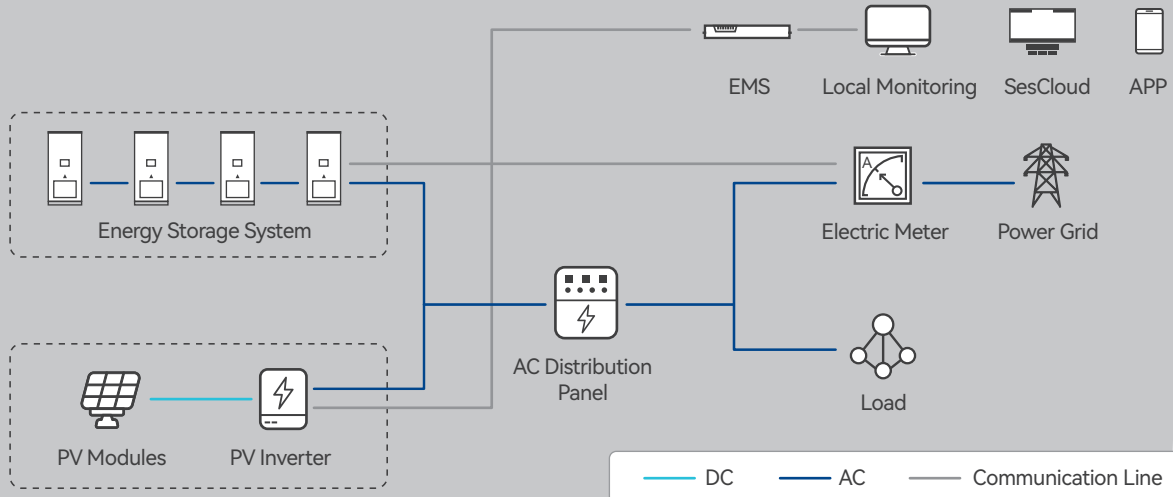 EMS
Local Monitoring
SesCloud
APP
Energy Storage System
A
Electric Meter
Power Grid
AC Distribution
Panel
Load
PV Modules
PV Inverter
DC
AC
Communication Line